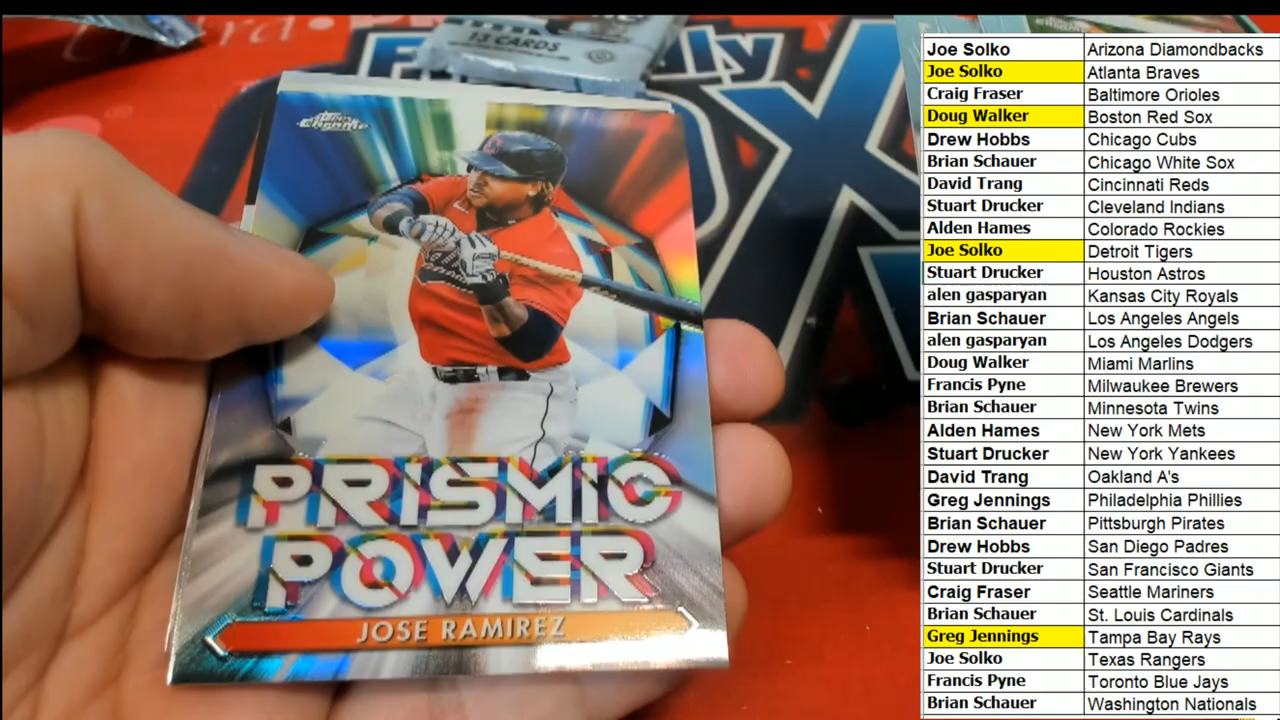 13 CARDS
Topps
Chrome
PRISMIC
POWER
JOSE RAMIREZ
Joe Solko Arizona Diamondbacks
Joe Solko Atlanta Braves
Craig Fraser Baltimore Orioles
Doug Walker Boston Red Sox
Drew Hobbs Chicago Cubs
Brian Schauer Chicago White Sox
David Trang Cincinnati Reds
Stuart Drucker Cleveland Indians
Alden Hames Colorado Rockies
Joe Solko Detroit Tigers
Stuart Drucker Houston Astros
alen gasparyan Kansas City Royals
Brian Schauer Los Angeles Angels
alen gasparyan Los Angeles Dodgers
Doug Walker Miami Marlins
Francis Pyne Milwaukee Brewers
Brian Schauer Minnesota Twins
Alden Hames New York Mets
Stuart Drucker New York Yankees
David Trang Oakland A's
Greg Jennings Philadelphia Phillies
Brian Schauer Pittsburgh Pirates
Drew Hobbs San Diego Padres
Stuart Drucker San Francisco Giants
Craig Fraser Seattle Mariners
Brian Schauer St. Louis Cardinals
Greg Jennings Tampa Bay Rays
Joe Solko Texas Rangers
Francis Pyne Toronto Blue Jays
Brian Schauer Washington Nationals